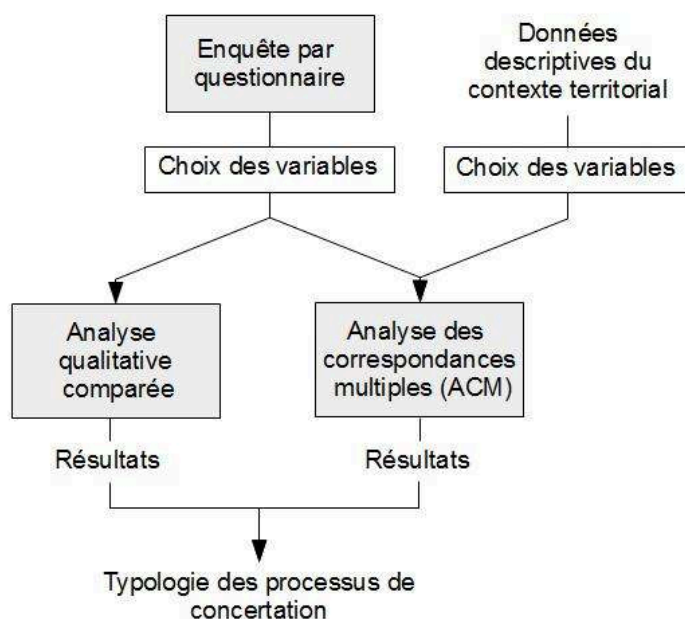 Enquête par
questionnaire
Données
descriptives du
contexte territorial
Choix des variables
Choix des variables
Analyse
qualitative
comparée
Analyse des
correspondances
multiples (ACM)
Résultats
Résultats
Typologie des processus de
concertation